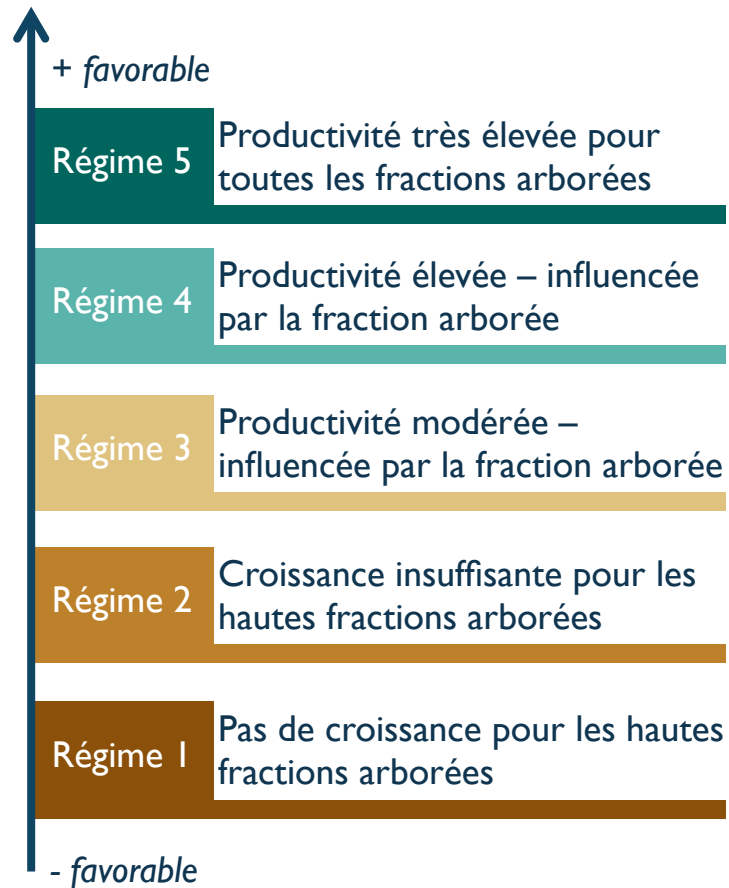 + favorable
Régime 5
Productivité très élevée pour
toutes les fractions arborées
Régime 4
Productivité élevée – influencée
par la fraction arborée
Régime 3
Productivité modérée –
influencée par la fraction arborée
Régime 2
Croissance insuffisante pour les
hautes fractions arborées
Régime 1
Pas de croissance pour les hautes
fractions arborées
- favorable